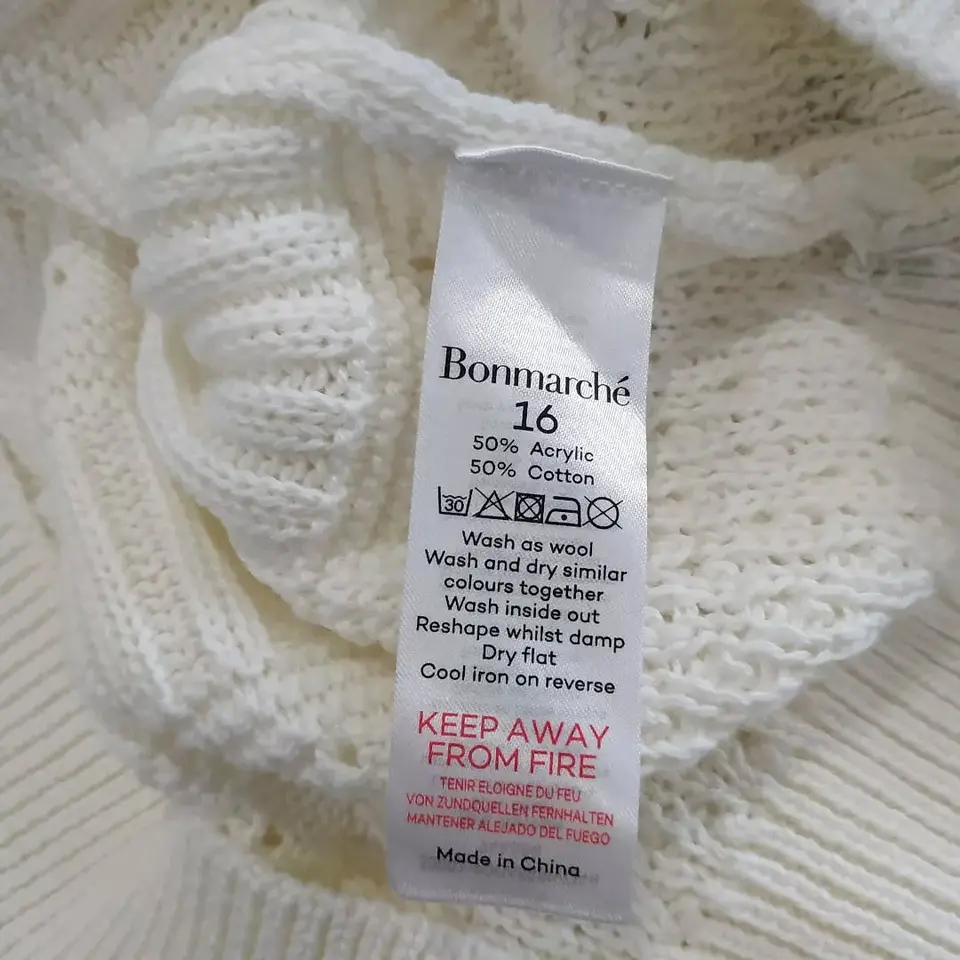 Bonmarché
16
50% Acrylic
50% Cotton
30
Wash as wool
Wash and dry similar
colours together
Wash inside out
Reshape whilst damp
Dry flat
Cool iron on reverse
KEEP AWAY
FROM FIRE
TENIR ELOIGNE DU FEU
VON ZUNDQUELLEN FERNHALTEN
MANTENER ALEJADO DEL FUEGO
Made in China